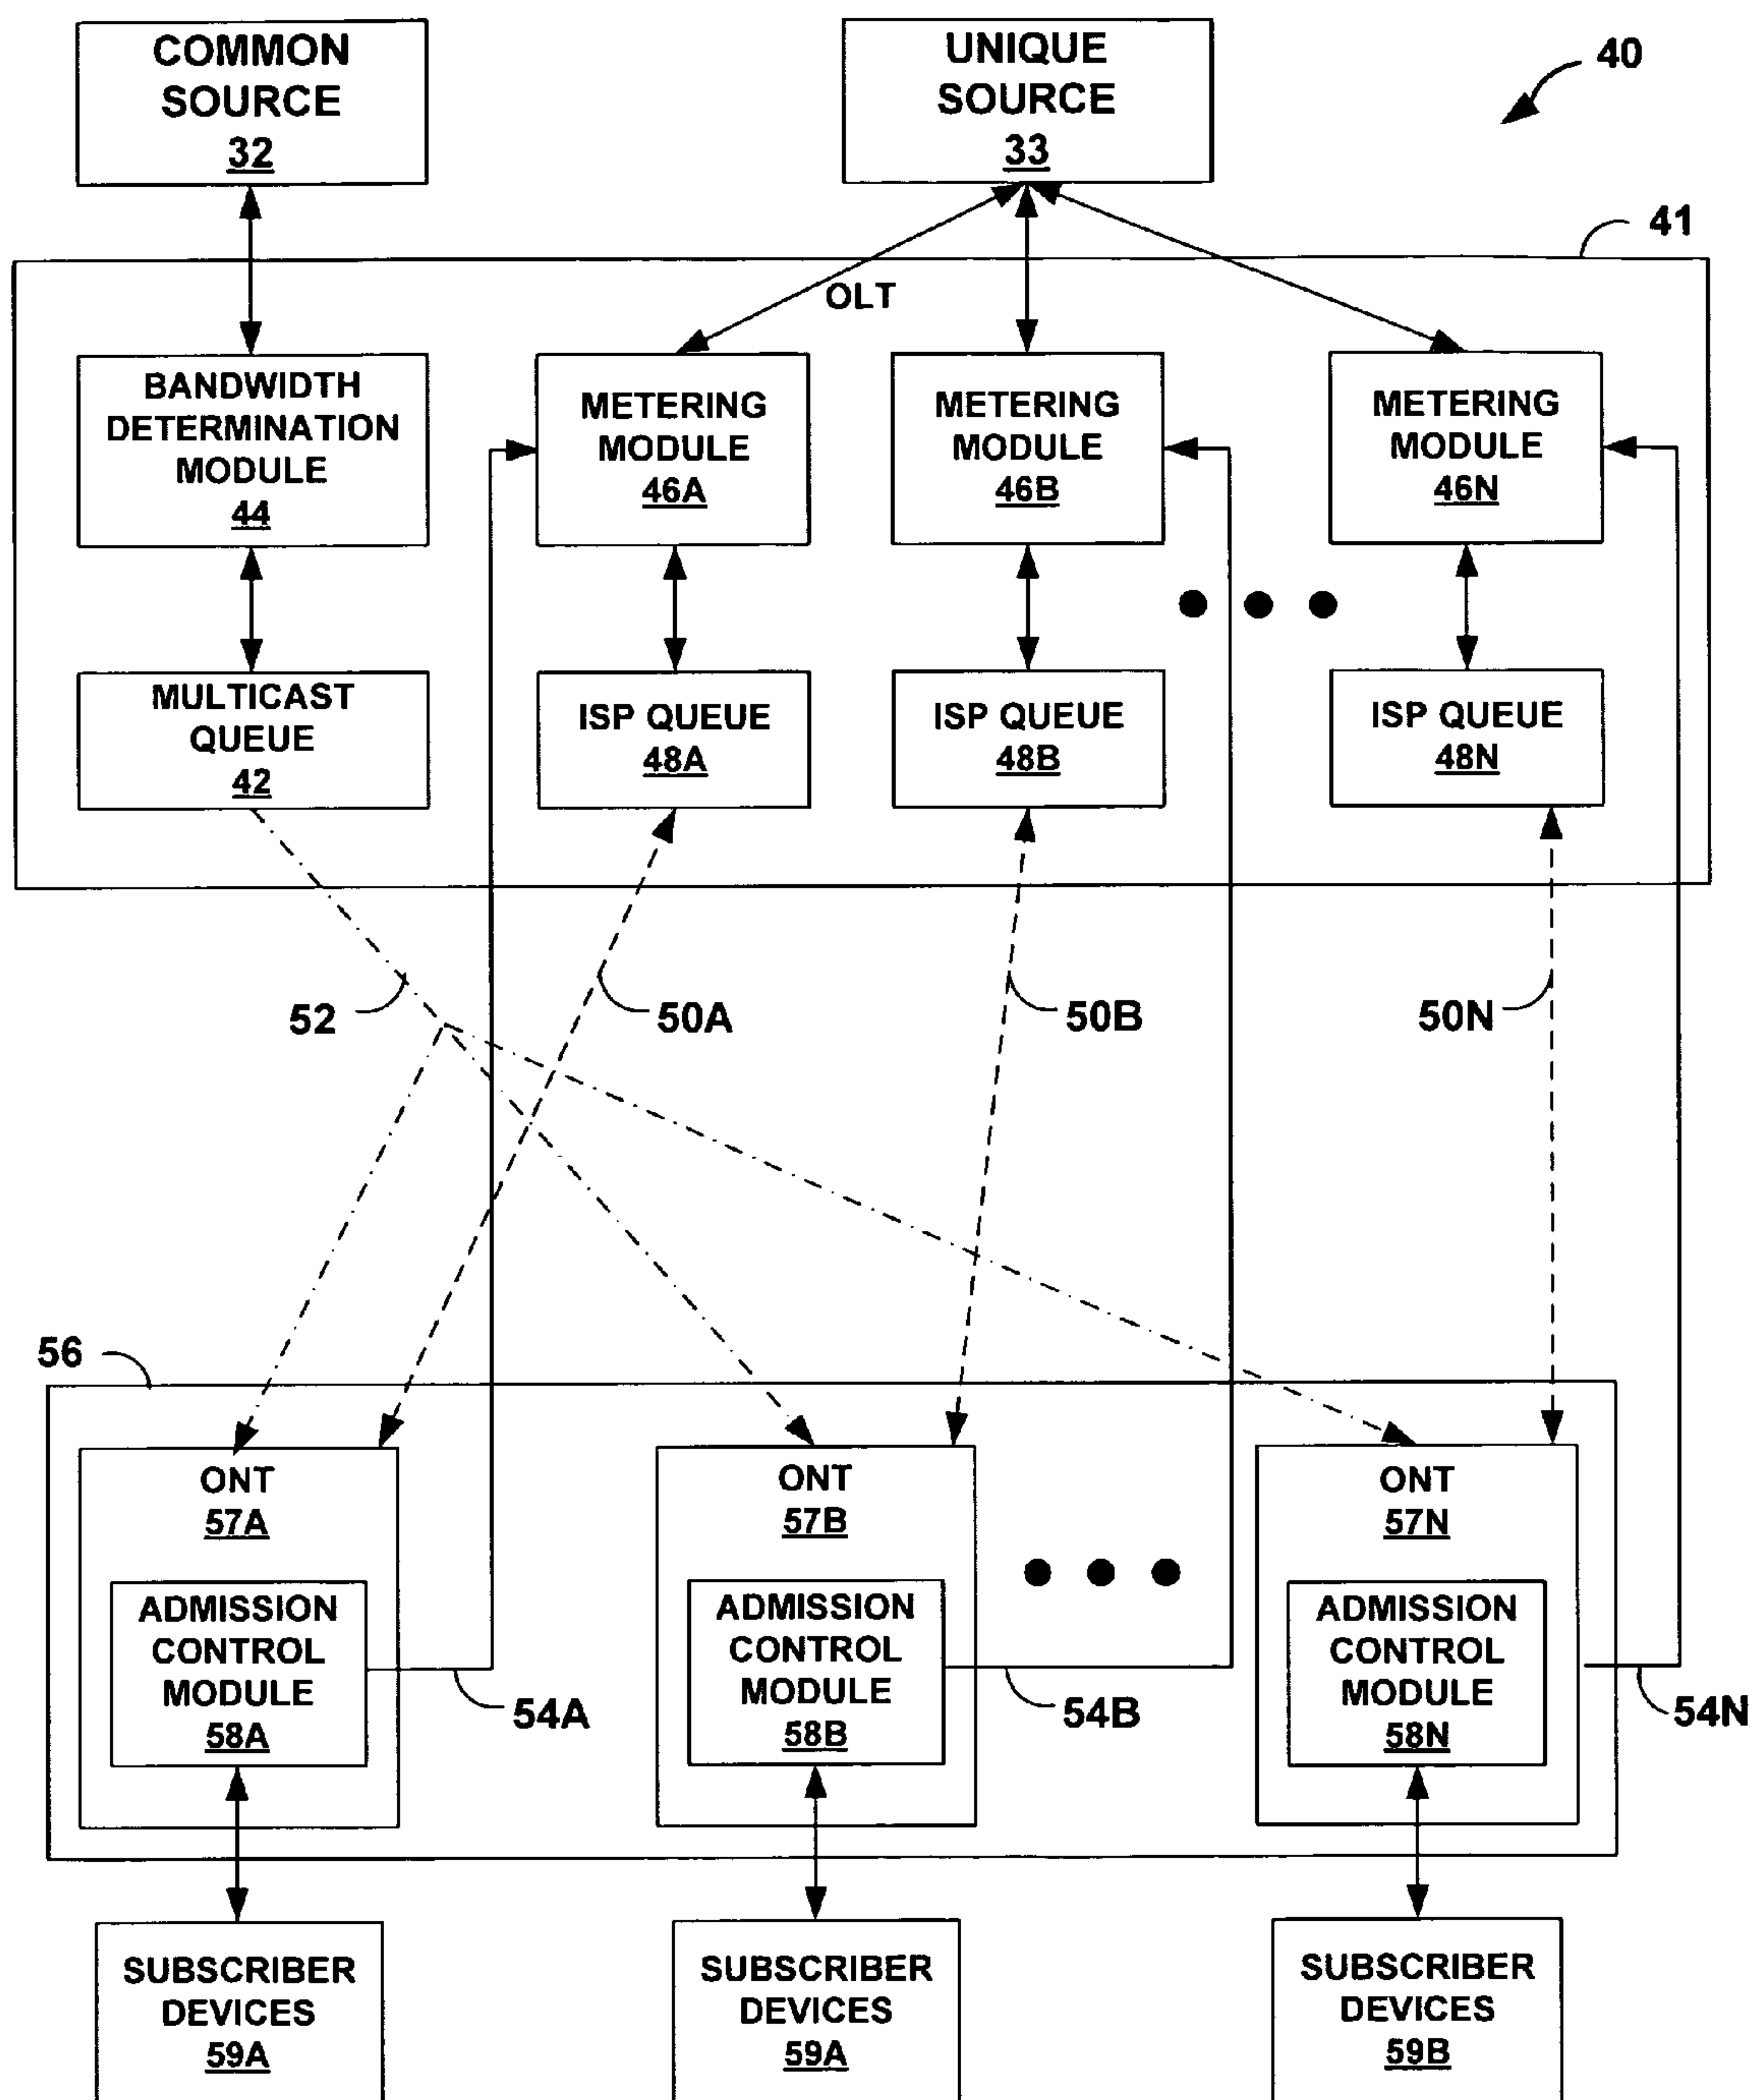 COMMON
SOURCE
32
UNIQUE
SOURCE
33
40
41
OLT
BANDWIDTH
DETERMINATION
MODULE
44
METERING
MODULE
46A
METERING
MODULE
46B
METERING
MODULE
46N
MULTICAST
QUEUE
42
ISP QUEUE
48A
ISP QUEUE
48B
ISP QUEUE
48N
52
50A
50B
50N
56
ONT
57A
ONT
57B
ONT
57N
ADMISSION
CONTROL
MODULE
58A
ADMISSION
CONTROL
MODULE
58B
ADMISSION
CONTROL
MODULE
58N
54A
54B
54N
SUBSCRIBER
DEVICES
59A
SUBSCRIBER
DEVICES
59A
SUBSCRIBER
DEVICES
59B